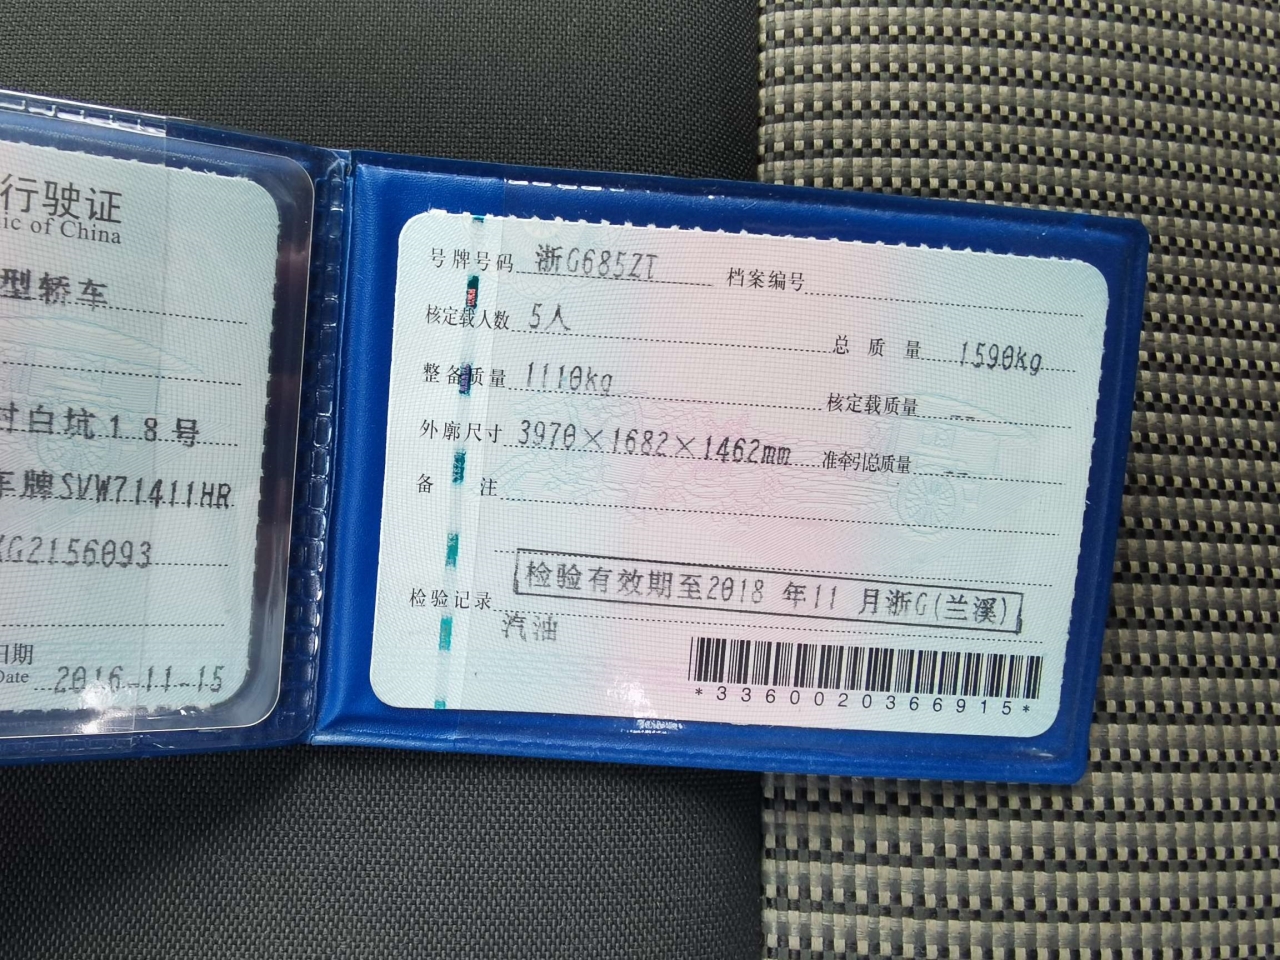 行驶证
ic of China
型轿车
村白坑18号
车牌SVW71411HR
G2156093
日期
Date 2016-11-15
号牌号码 浙G685ZT 档案编号
核定载人数 5人 总质量 1590kg
整备质量 1110kg 核定载质量 --
外廓尺寸 3970×1682×1462mm 准牵引总质量 --
备注
检验记录 检验有效期至2018年11月浙G(兰溪)
汽油
*3360020366915*